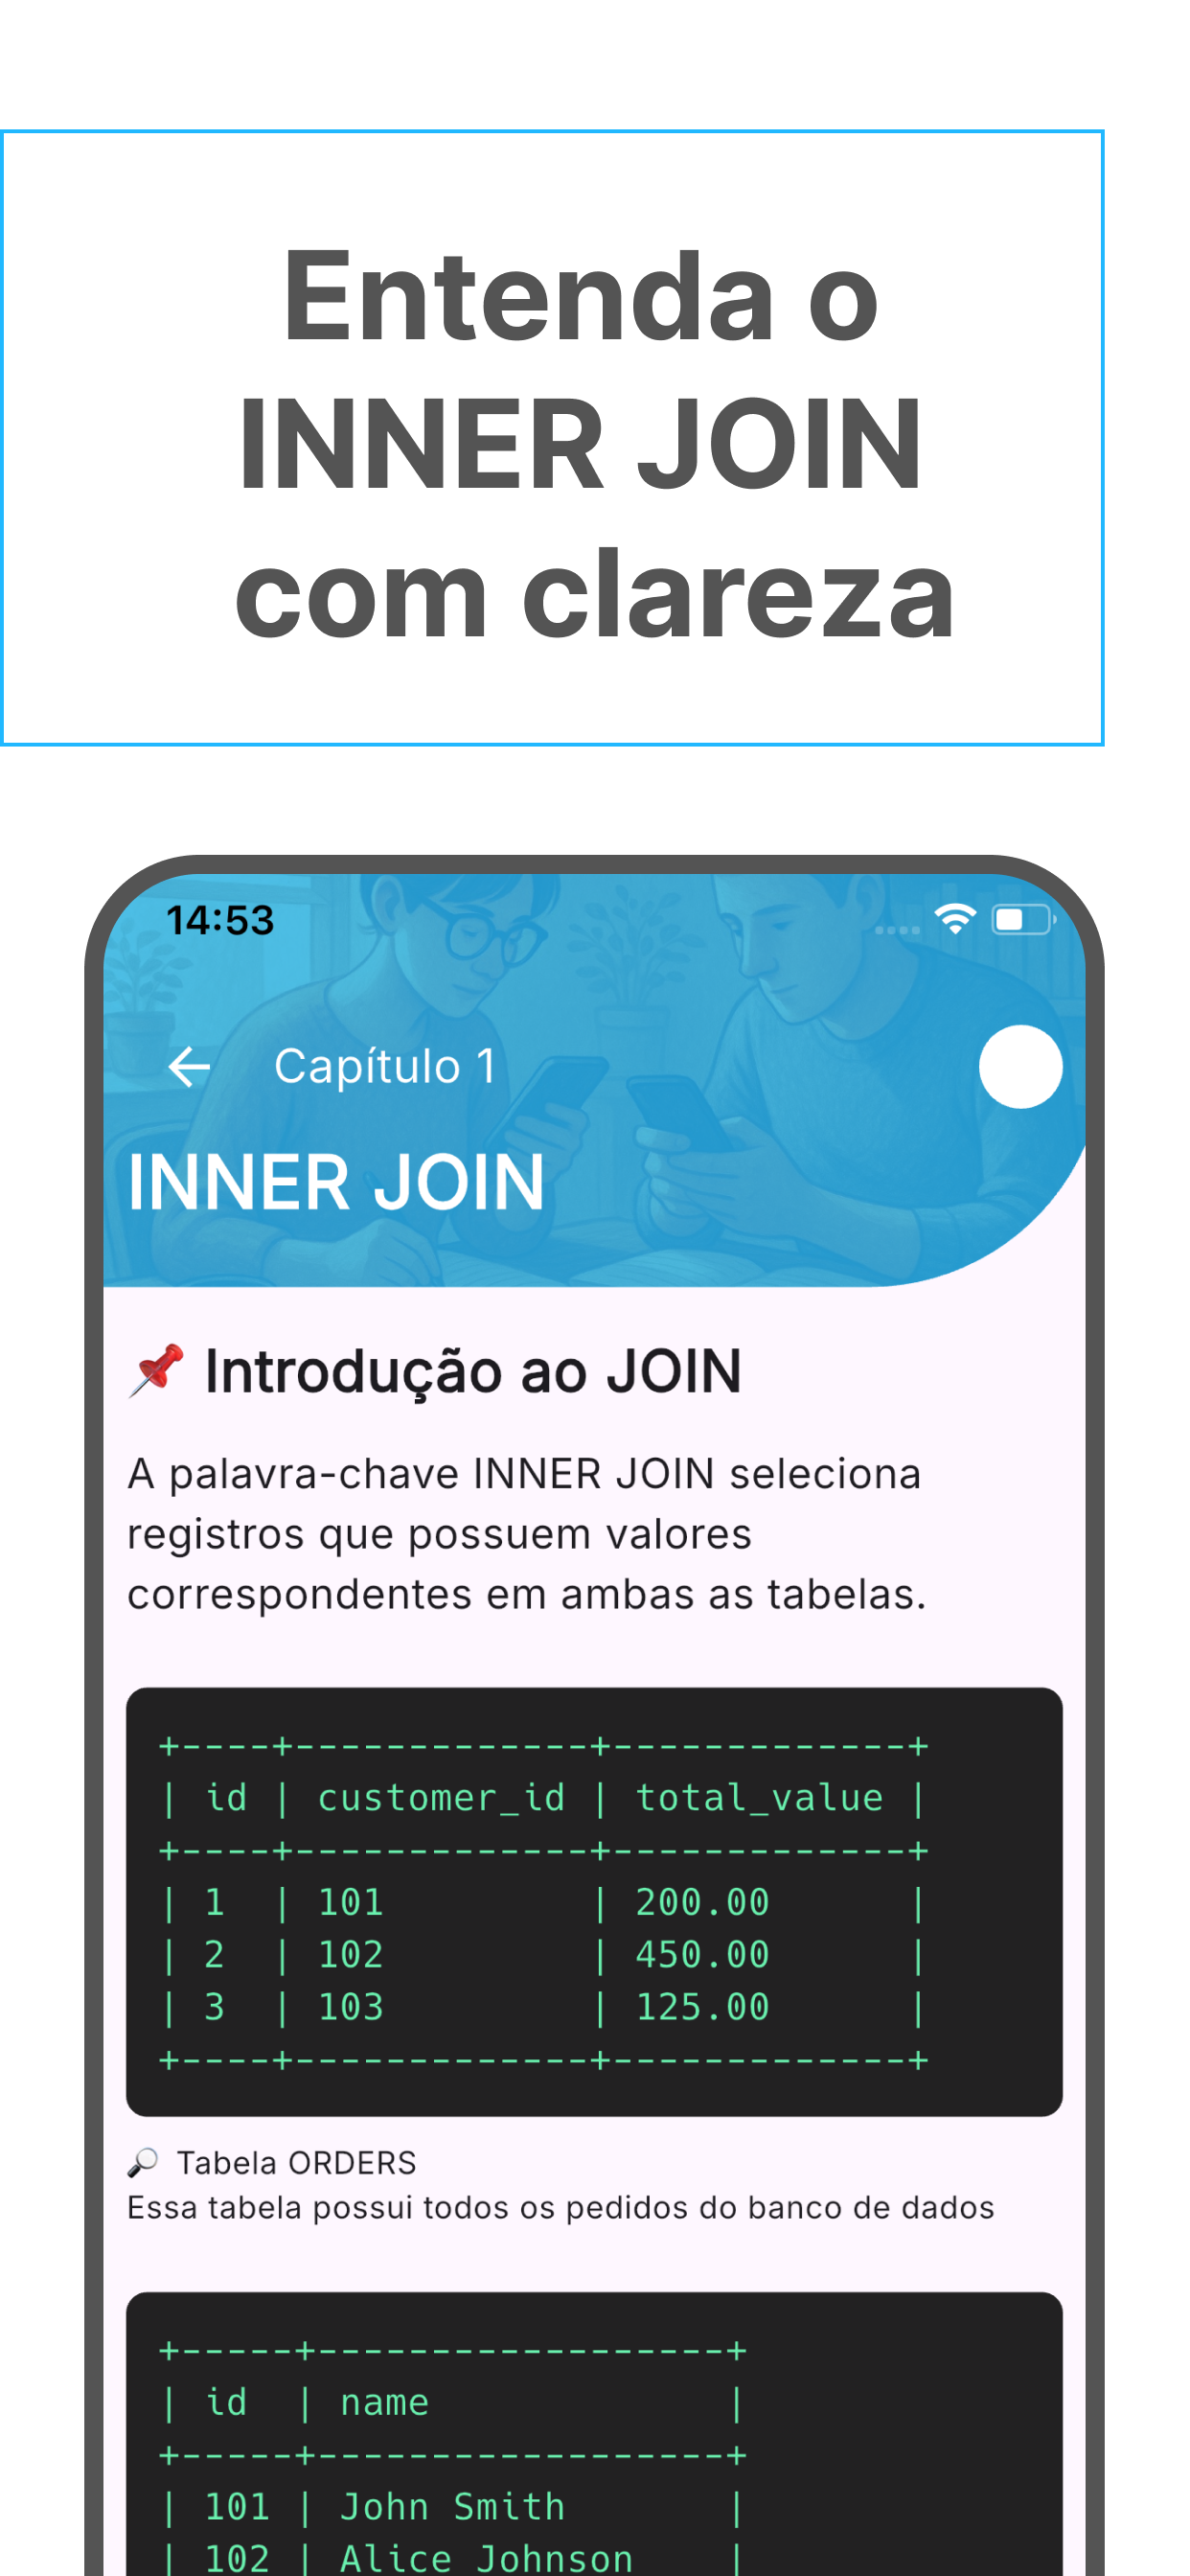 Entenda o
INNER JOIN
com clareza
14:53
Capítulo 1
INNER JOIN
📌 Introdução ao JOIN
A palavra-chave INNER JOIN seleciona
registros que possuem valores
correspondentes em ambas as tabelas.
+----+-------------+-------------+
| id | customer_id | total_value |
+----+-------------+-------------+
| 1  | 101         | 200.00      |
| 2  | 102         | 450.00      |
| 3  | 103         | 125.00      |
+----+-------------+-------------+
🔎 Tabela ORDERS
Essa tabela possui todos os pedidos do banco de dados
+-----+------------------+
| id  | name             |
+-----+------------------+
| 101 | John Smith       |
| 102 | Alice Johnson    |